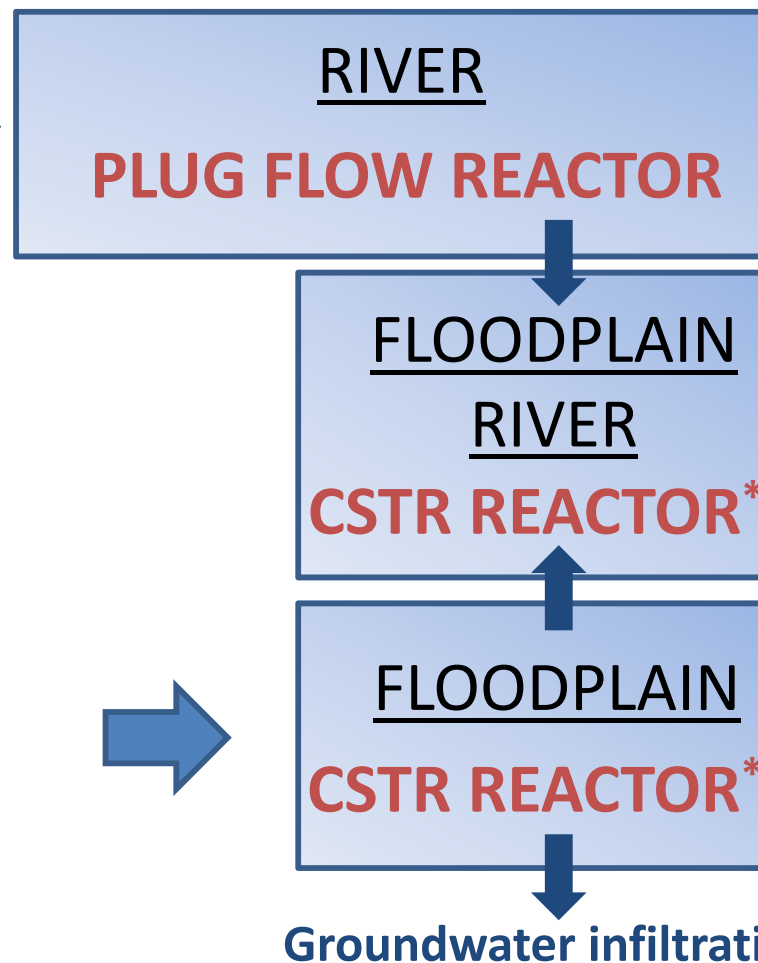 RIVER
PLUG FLOW REACTOR
FLOODPLAIN
RIVER
CSTR REACTOR*
FLOODPLAIN
CSTR REACTOR*
Groundwater infiltrati